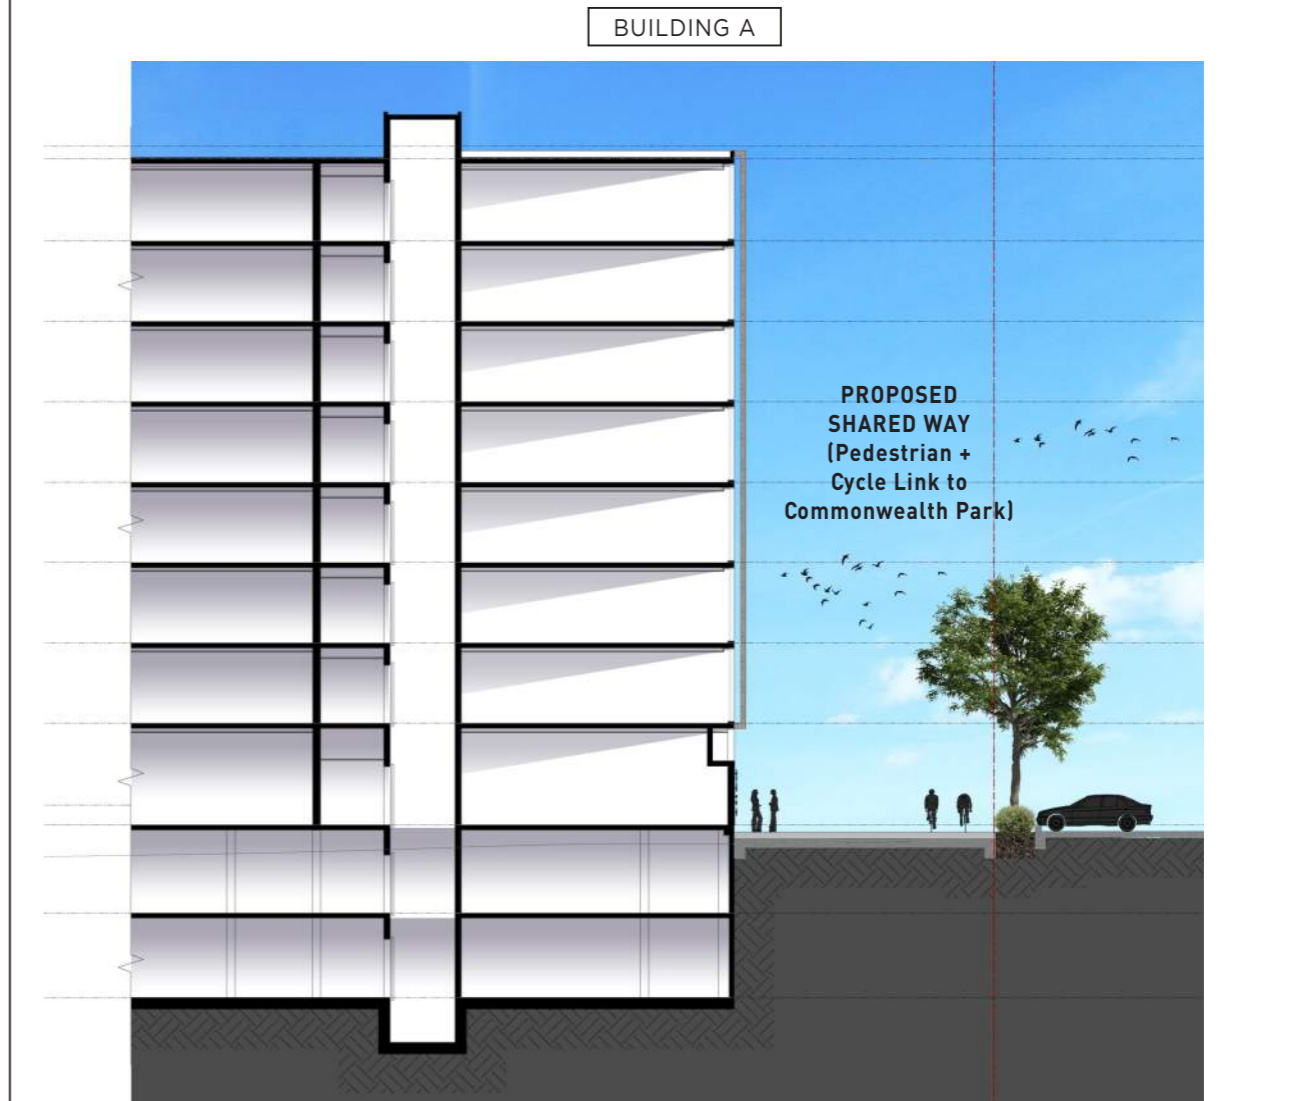 BUILDING A
PROPOSED
SHARED WAY
(Pedestrian +
Cycle Link to
Commonwealth Park)